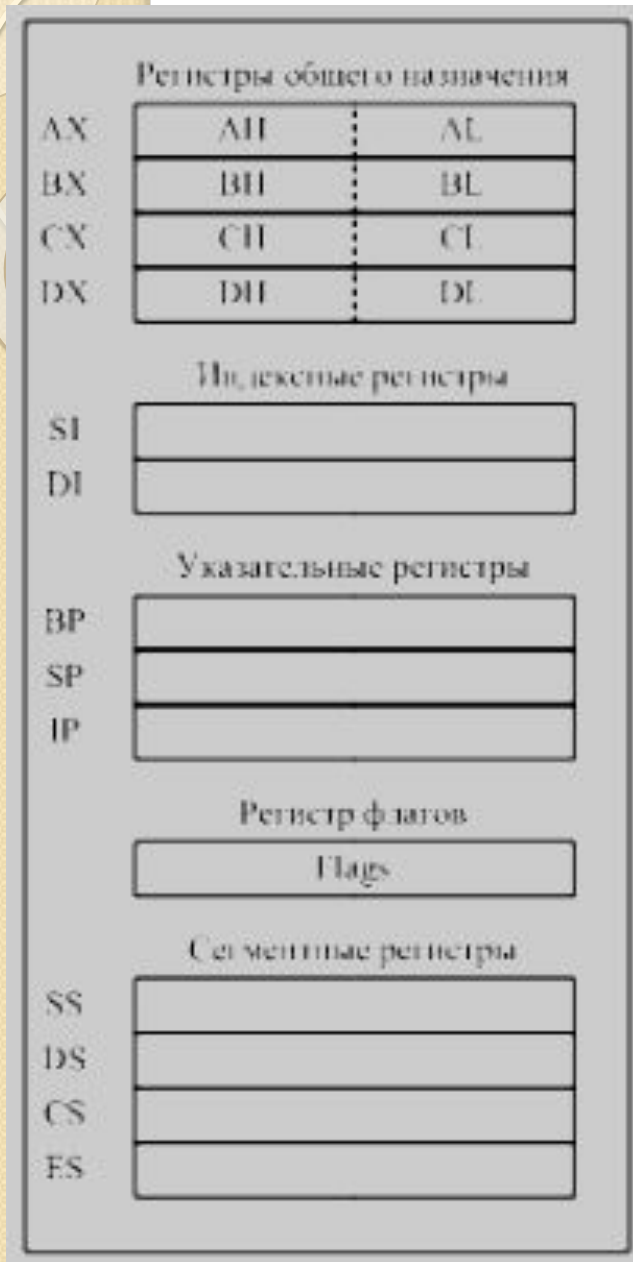 Регистры общего назначения
AX AH AL
BX BH BL
CX CH CL
DX DH DL
Индексные регистры
SI
DI
Указательные регистры
BP
SP
IP
Регистр флагов
Flags
Сегментные регистры
SS
DS
CS
ES